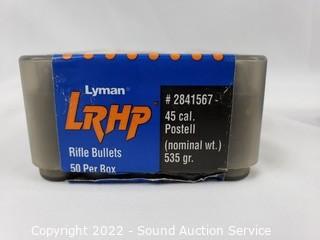 Lyman®
LRHP
Rifle Bullets
50 Per Box
# 2841567 -
45 cal.
Postell
(nominal wt.)
535 gr.
Copyright 2022 - Sound Auction Service